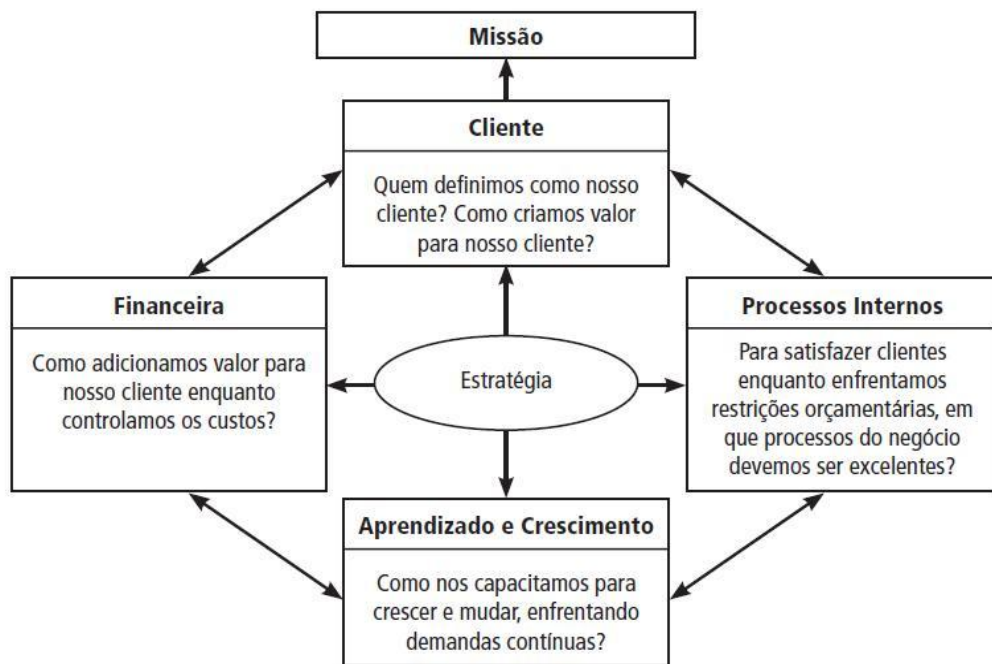 Missão
Cliente
Quem definimos como nosso
cliente? Como criamos valor
para nosso cliente?
Financeira
Como adicionamos valor para
nosso cliente enquanto
controlamos os custos?
Estratégia
Processos Internos
Para satisfazer clientes
enquanto enfrentamos
restrições orçamentárias, em
que processos do negócio
devemos ser excelentes?
Aprendizado e Crescimento
Como nos capacitamos para
crescer e mudar, enfrentando
demandas contínuas?